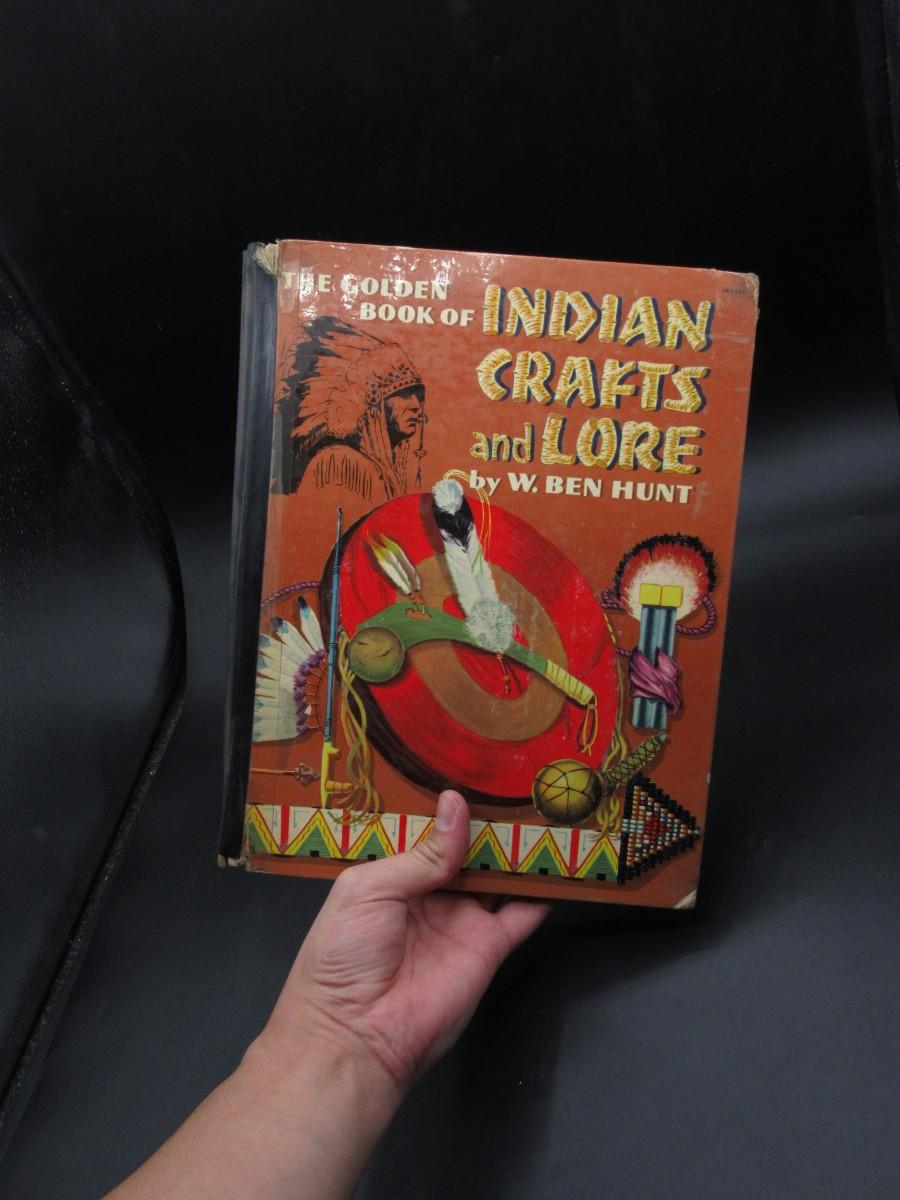 THE GOLDEN
BOOK OF INDIAN
CRAFTS
and LORE
by W. BEN HUNT